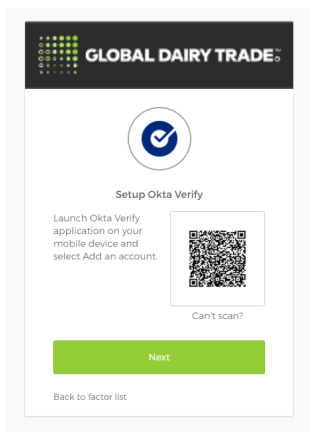 GLOBAL DAIRY TRADE
Setup Okta Verify
Launch Okta Verify
application on your
mobile device and
select Add an account.
Can't scan?
Next
Back to factor list